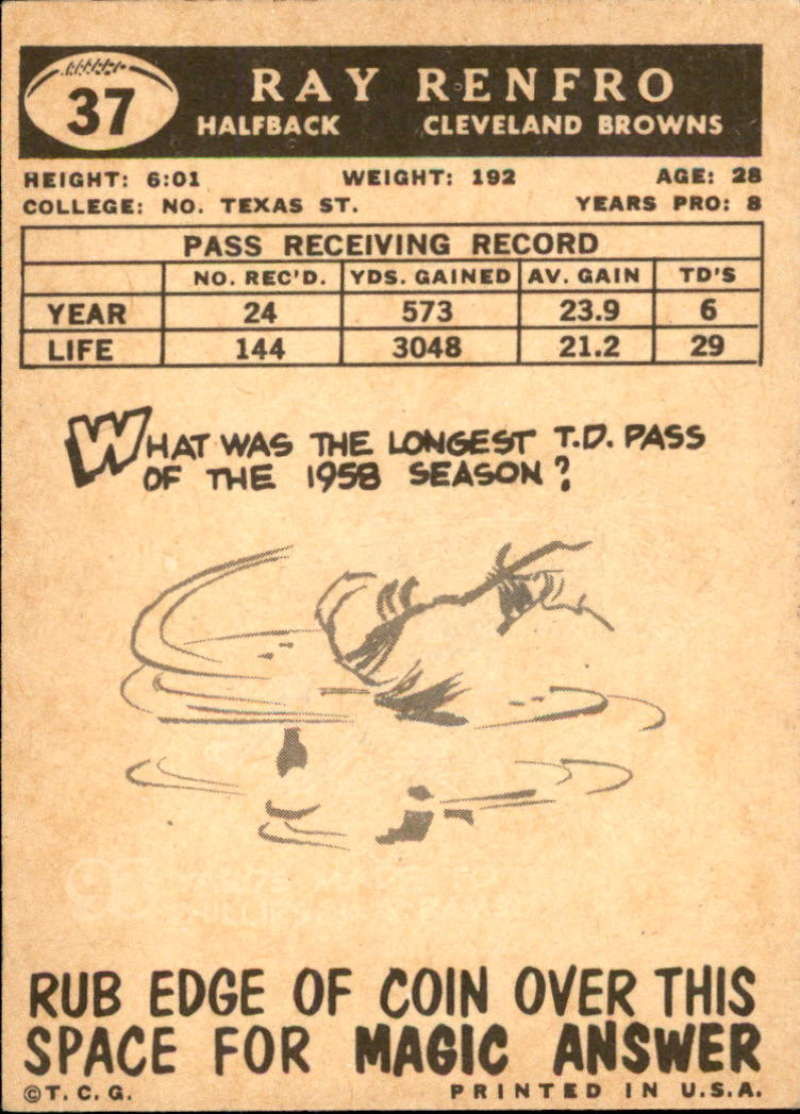 37
RAY RENFRO
HALFBACK CLEVELAND BROWNS
HEIGHT: 6:01 WEIGHT: 192 AGE: 28
COLLEGE: NO. TEXAS ST. YEARS PRO: 8
PASS RECEIVING RECORD
NO. REC'D. YDS. GAINED AV. GAIN TD'S
YEAR 24 573 23.9 6
LIFE 144 3048 21.2 29
WHAT WAS THE LONGEST T.D. PASS
OF THE 1958 SEASON?
RUB EDGE OF COIN OVER THIS
SPACE FOR MAGIC ANSWER
©T.C.G. PRINTED IN U.S.A.